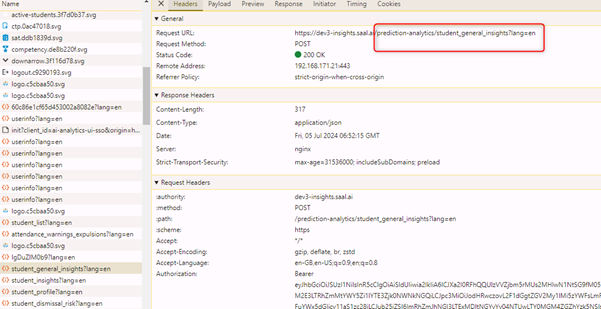 Name
active-students.3f7d0b37.svg
ctp.0ac47018.svg
sat.ddb1839d.svg
competency.de8b220f.svg
downarrow.3f116d78.svg
logout.c9290193.svg
logo.c5cbaa50.svg
logo.c5cbaa50.svg
60c86e1cf65d453002a8082e?lang=en
userinfo?lang=en
userinfo?lang=en
init?client_id=ai-analytics-ui-sso&origin=h...
userinfo?lang=en
userinfo?lang=en
userinfo?lang=en
userinfo?lang=en
logo.c5cbaa50.svg
student_list?lang=en
attendance_warnings_expulsions?lang=en
logo.c5cbaa50.svg
lgDuZlM0b9?lang=en
student_general_insights?lang=en
student_insights?lang=en
student_profile?lang=en
student_dismissal_risk?lang=en
Headers Payload Preview Response Initiator Timing Cookies
General
Request URL: https://dev3-insights.saal.ai/prediction-analytics/student_general_insights?lang=en
Request Method: POST
Status Code: 200 OK
Remote Address: 192.168.171.21:443
Referrer Policy: strict-origin-when-cross-origin
Response Headers
Content-Length: 317
Content-Type: application/json
Date: Fri, 05 Jul 2024 06:52:15 GMT
Server: nginx
Strict-Transport-Security: max-age=31536000; includeSubDomains; preload
Request Headers
:authority: dev3-insights.saal.ai
:method: POST
:path: /prediction-analytics/student_general_insights?lang=en
:scheme: https
Accept: */*
Accept-Encoding: gzip, deflate, br, zstd
Accept-Language: en-GB,en-US;q=0.9,en;q=0.8
Authorization: Bearer